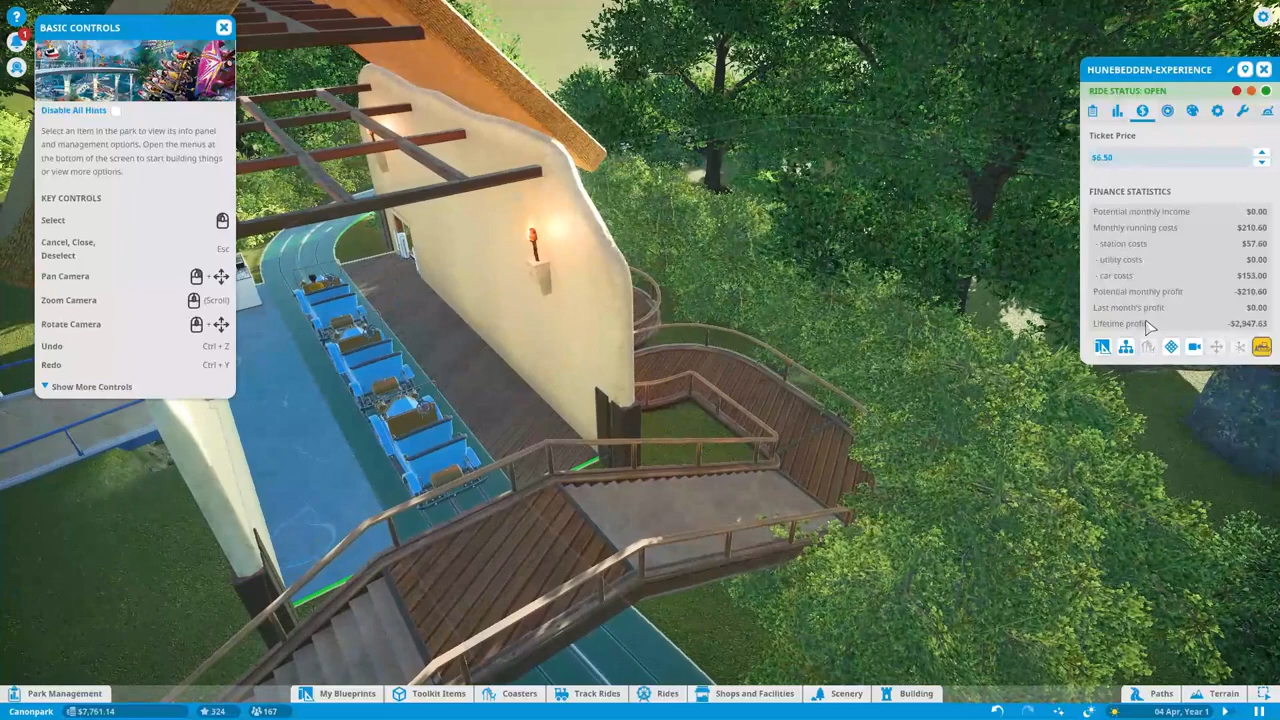 BASIC CONTROLS
Disable All Hints
Select an item in the park to view its info panel
and management options. Open the menus at
the bottom of the screen to start building things
or view more options.
KEY CONTROLS
Select
Cancel, Close,
Deselect
Esc
Pan Camera
+
Zoom Camera
(Scroll)
Rotate Camera
+
Undo
Ctrl + Z
Redo
Ctrl + Y
Show More Controls
?
1
HUNEBEDDEN-EXPERIENCE
RIDE STATUS: OPEN
Ticket Price
$6.50
FINANCE STATISTICS
Potential monthly income $0.00
Monthly running costs $210.60
- station costs $57.60
- utility costs $0.00
- car costs $153.00
Potential monthly profit -$210.60
Last month's profit $0.00
Lifetime profit -$2,947.63
Park Management
My Blueprints
Toolkit Items
Coasters
Track Rides
Rides
Shops and Facilities
Scenery
Building
Paths
Terrain
Canonpark
$7,761.14
324
167
04 Apr, Year 1